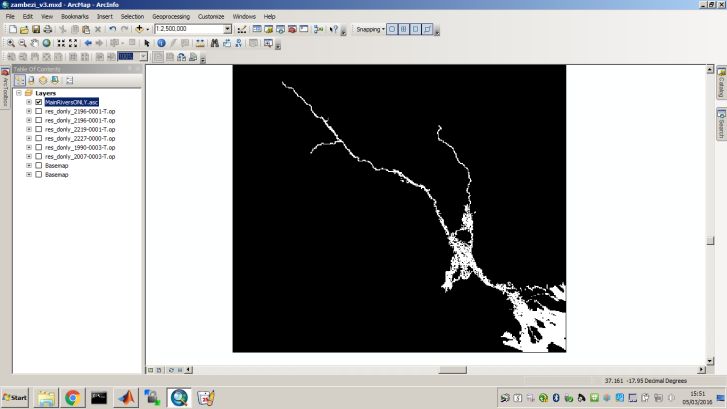 zambezi_v3.mxd - ArcMap - ArcInfo
File Edit View Bookmarks Insert Selection Geoprocessing Customize Windows Help
1:2,500,000
Snapping
100%
Table Of Contents
ArcToolbox
Layers
MainRiversONLY.asc
res_donly_2196-0001-T.op
res_donly_2196-0001-T.op
res_donly_2219-0001-T.op
res_donly_2227-0000-T.op
res_donly_1990-0003-T.op
res_donly_2007-0003-T.op
Basemap
Basemap
Catalog
Search
37.161 -17.95 Decimal Degrees
Start
15:51
05/03/2016